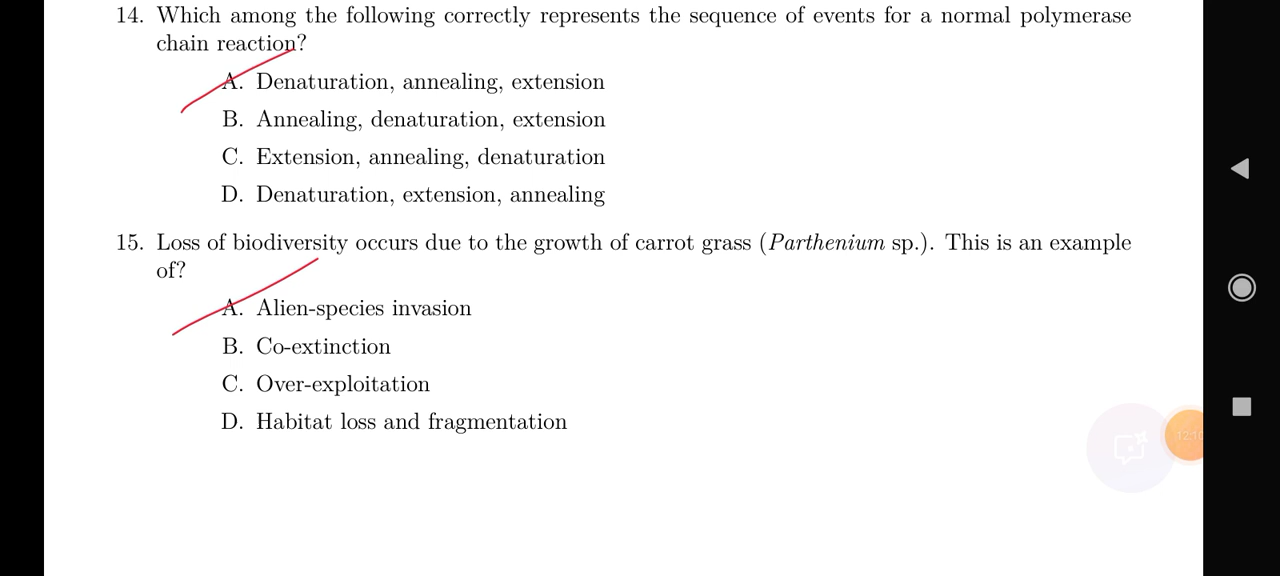 14. Which among the following correctly represents the sequence of events for a normal polymerase
chain reaction?
A. Denaturation, annealing, extension
B. Annealing, denaturation, extension
C. Extension, annealing, denaturation
D. Denaturation, extension, annealing
15. Loss of biodiversity occurs due to the growth of carrot grass (Parthenium sp.). This is an example
of?
A. Alien-species invasion
B. Co-extinction
C. Over-exploitation
D. Habitat loss and fragmentation